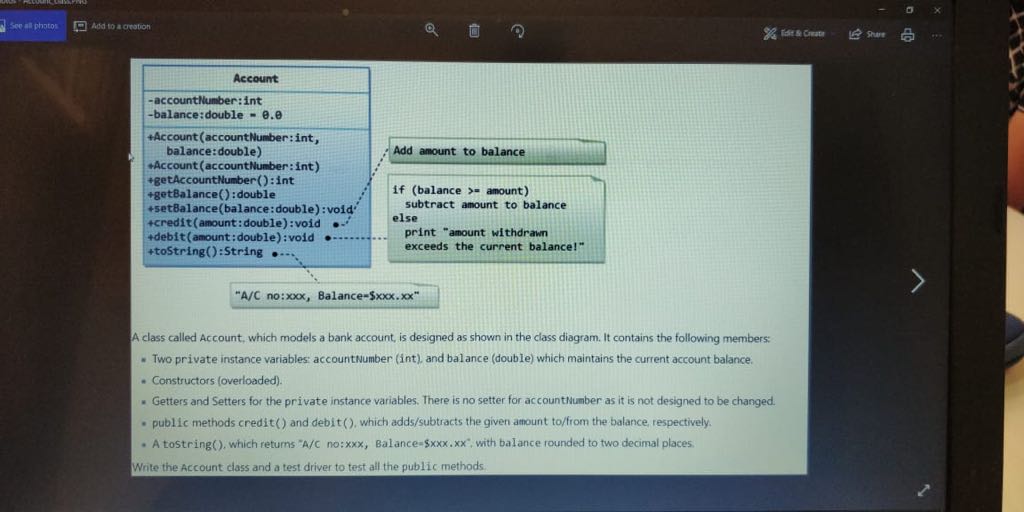 See all photos
Add to a creation
Edit & Create
Share
Account
-accountNumber:int
-balance:double = 0.0
+Account(accountNumber:int,
balance:double)
+Account(accountNumber:int)
+getAccountNumber():int
+getBalance():double
+setBalance(balance:double):void
+credit(amount:double):void
+debit(amount:double):void
+toString():String
Add amount to balance
if (balance >= amount)
subtract amount to balance
else
print "amount withdrawn
exceeds the current balance!"
"A/C no:xxx, Balance=$xxx.xx"
A class called Account, which models a bank account, is designed as shown in the class diagram. It contains the following members:
▪ Two private instance variables: accountNumber (int), and balance (double) which maintains the current account balance.
▪ Constructors (overloaded).
▪ Getters and Setters for the private instance variables. There is no setter for accountNumber as it is not designed to be changed.
▪ public methods credit() and debit(), which adds/subtracts the given amount to/from the balance, respectively.
▪ A toString(), which returns "A/C no:xxx, Balance=$xxx.xx", with balance rounded to two decimal places.
Write the Account class and a test driver to test all the public methods.